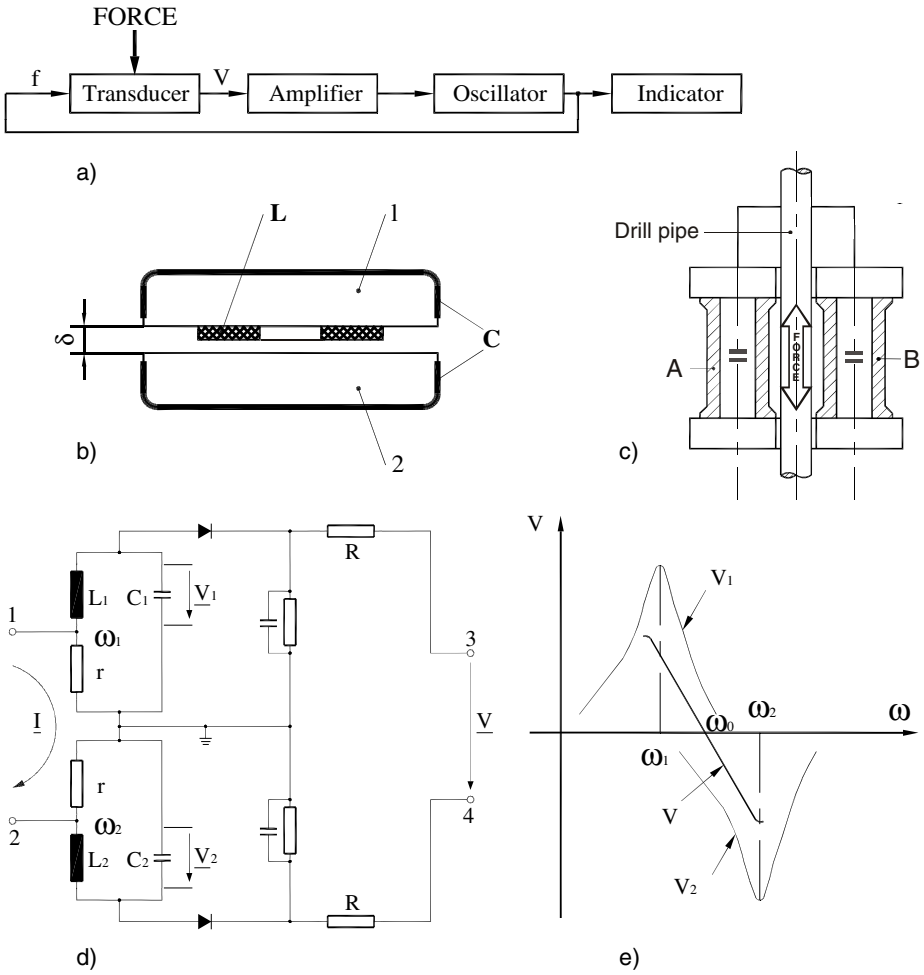 FORCE
f
V
Transducer
Amplifier
Oscillator
Indicator
a)
L
1
δ
C
2
b)
Drill pipe
FORCE
A
B
c)
R
L1
C1
V1
1
ω1
r
3
I
V
r
2
ω2
4
L2
C2
V2
R
d)
V
V1
ω2
ω0
ω
ω1
V
V2
e)